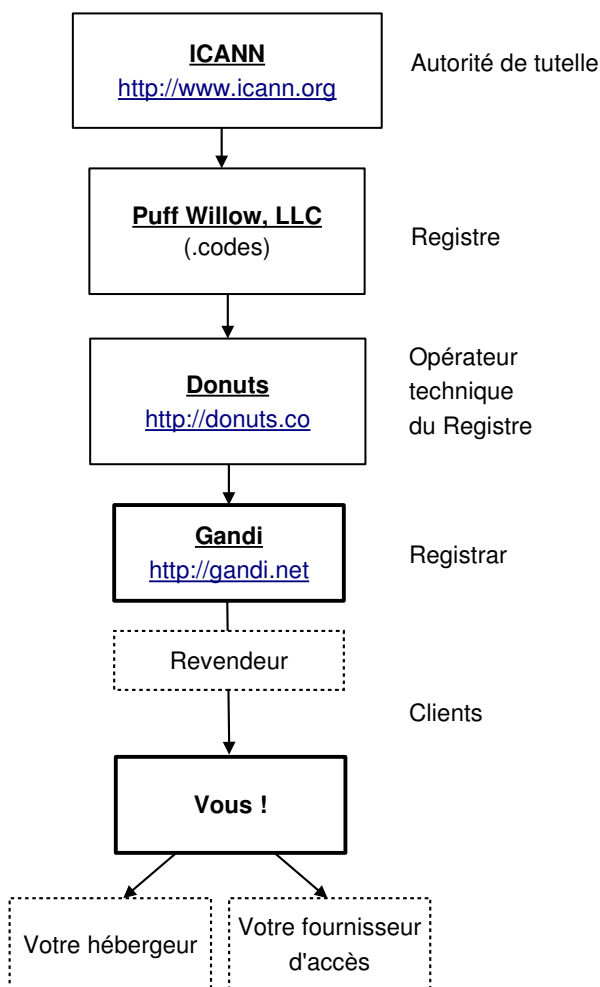 ICANN
http://www.icann.org
Autorité de tutelle
Puff Willow, LLC
(.codes)
Registre
Donuts
http://donuts.co
Opérateur
technique
du Registre
Gandi
http://gandi.net
Registrar
Revendeur
Clients
Vous !
Votre hébergeur
Votre fournisseur
d'accès